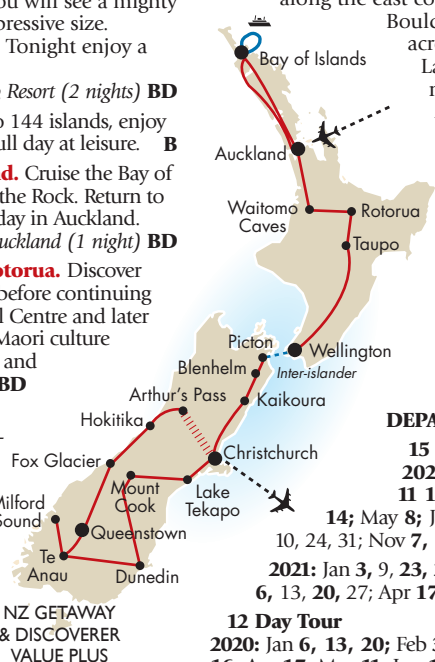 ou will see a mighty
pressive size.
Tonight enjoy a
Resort (2 nights) BD
o 144 islands, enjoy
ull day at leisure. B
d. Cruise the Bay of
the Rock. Return to
day in Auckland.
uckland (1 night) BD
otorua. Discover
before continuing
l Centre and later
Maori culture
and
BD
along the east co
Bould
acr
La
Bay of Islands
Auckland
Waitomo
Caves
Rotorua
Taupo
Picton
Wellington
Inter-islander
Blenhelm
Kaikoura
Arthur's Pass
Hokitika
Christchurch
Fox Glacier
Mount
Cook
Lake
Tekapo
Milford
Sound
Queenstown
Te
Anau
Dunedin
NZ GETAWAY
& DISCOVERER
VALUE PLUS
DEPA
15
202
11 1
14; May 8; J
10, 24, 31; Nov 7,
2021: Jan 3, 9, 23,
6, 13, 20, 27; Apr 17
12 Day Tour
2020: Jan 6, 13, 20; Feb 3